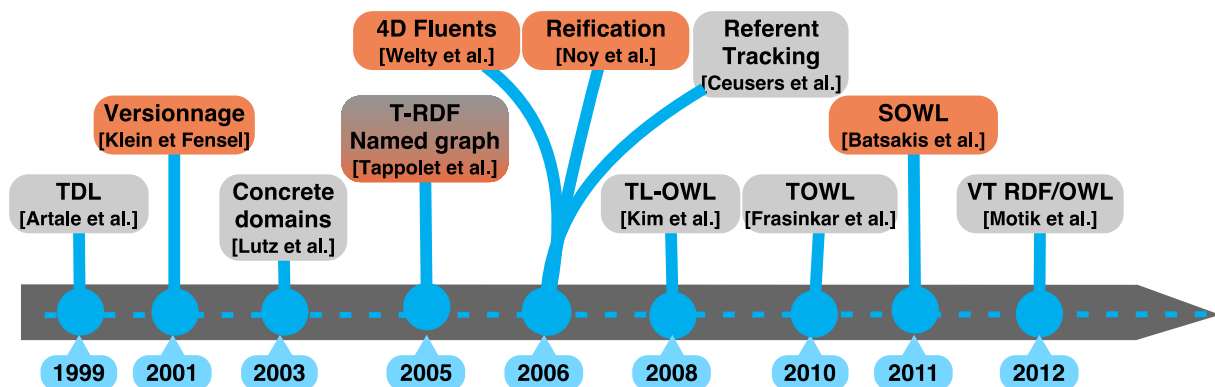 4D Fluents
[Welty et al.]
Reification
[Noy et al.]
Referent
Tracking
[Ceusers et al.]
Versionnage
[Klein et Fensel]
T-RDF
Named graph
[Tappolet et al.]
SOWL
[Batsakis et al.]
TDL
[Artale et al.]
Concrete
domains
[Lutz et al.]
TL-OWL
[Kim et al.]
TOWL
[Frasinkar et al.]
VT RDF/OWL
[Motik et al.]
1999
2001
2003
2005
2006
2008
2010
2011
2012